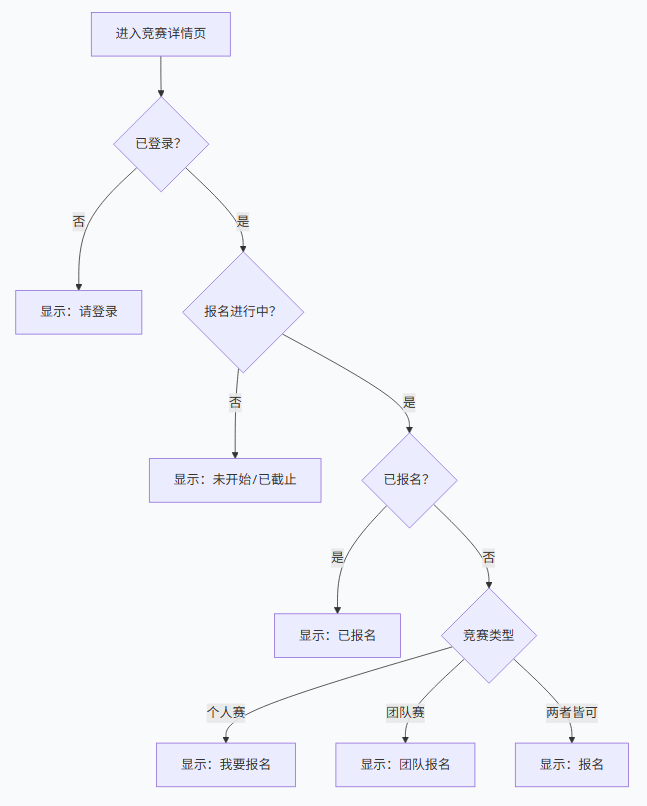 进入竞赛详情页
已登录？
否
是
显示：请登录
报名进行中？
否
是
显示：未开始/已截止
已报名？
是
否
显示：已报名
竞赛类型
个人赛
团队赛
两者皆可
显示：我要报名
显示：团队报名
显示：报名